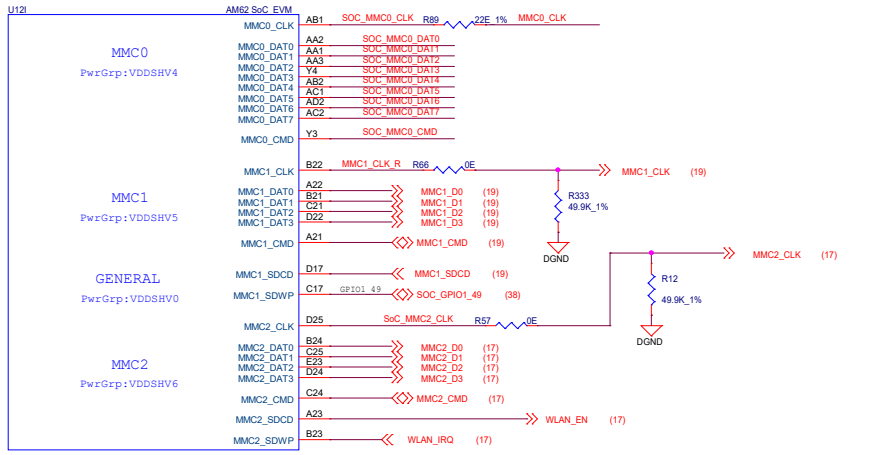 U12I AM62 SoC EVM
MMC0_CLK AB1 SOC_MMC0_CLK R89 22E_1% MMC0_CLK
MMC0
PwrGrp:VDDSHV4
MMC0_DAT0 AA2 SOC_MMC0_DAT0
MMC0_DAT1 AA1 SOC_MMC0_DAT1
MMC0_DAT2 AA3 SOC_MMC0_DAT2
MMC0_DAT3 Y4 SOC_MMC0_DAT3
MMC0_DAT4 AB2 SOC_MMC0_DAT4
MMC0_DAT5 AC1 SOC_MMC0_DAT5
MMC0_DAT6 AD2 SOC_MMC0_DAT6
MMC0_DAT7 AC2 SOC_MMC0_DAT7
MMC0_CMD Y3 SOC_MMC0_CMD
MMC1_CLK B22 MMC1_CLK_R R66 0E MMC1_CLK (19)
MMC1
PwrGrp:VDDSHV5
MMC1_DAT0 A22 MMC1_D0 (19)
MMC1_DAT1 B21 MMC1_D1 (19)
MMC1_DAT2 C21 MMC1_D2 (19)
MMC1_DAT3 D22 MMC1_D3 (19)
R333
49.9K_1%
DGND
MMC1_CMD A21 MMC1_CMD (19)
MMC2_CLK (17)
GENERAL
PwrGrp:VDDSHV0
MMC1_SDCD D17 MMC1_SDCD (19)
MMC1_SDWP C17 GPIO1_49 SOC_GPIO1_49 (38)
R12
49.9K_1%
DGND
MMC2_CLK D25 SoC_MMC2_CLK R57 0E
MMC2
PwrGrp:VDDSHV6
MMC2_DAT0 B24 MMC2_D0 (17)
MMC2_DAT1 C25 MMC2_D1 (17)
MMC2_DAT2 E23 MMC2_D2 (17)
MMC2_DAT3 D24 MMC2_D3 (17)
MMC2_CMD C24 MMC2_CMD (17)
MMC2_SDCD A23 WLAN_EN (17)
MMC2_SDWP B23 WLAN_IRQ (17)